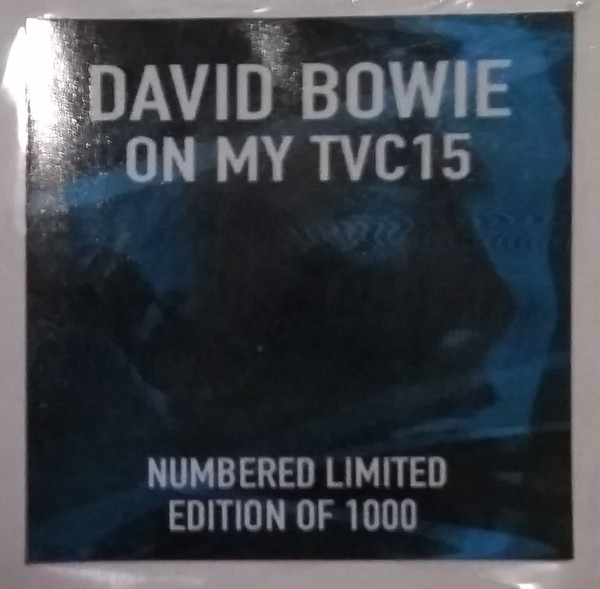 DAVID BOWIE
ON MY TVC15
NUMBERED LIMITED
EDITION OF 1000